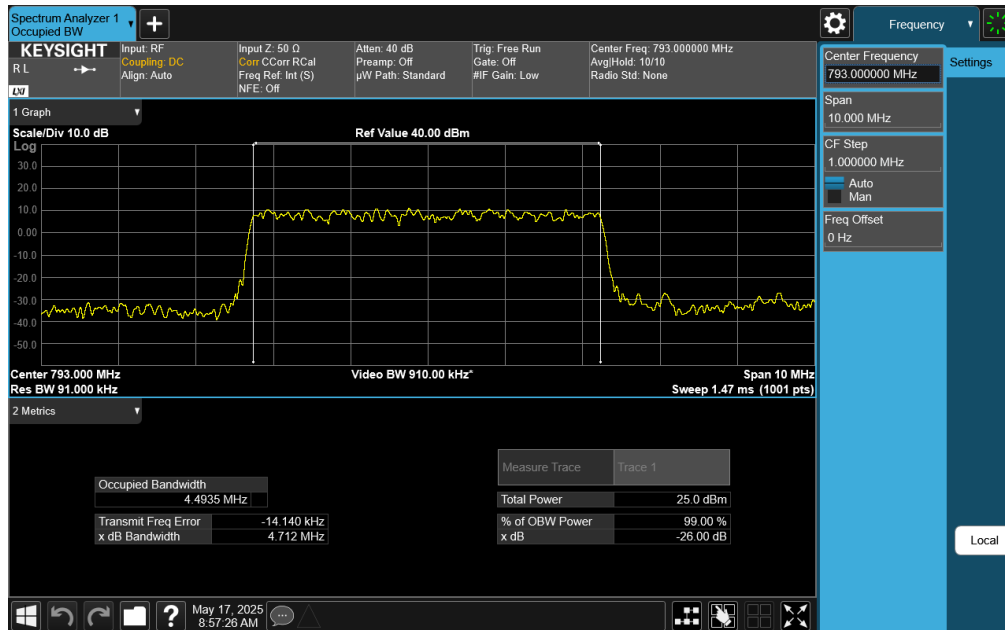 Spectrum Analyzer 1
Occupied BW
Frequency
KEYSIGHT
R L
LXI
Input: RF
Coupling: DC
Align: Auto
Input Z: 50 Ω
Corr CCorr RCal
Freq Ref: Int (S)
NFE: Off
Atten: 40 dB
Preamp: Off
µW Path: Standard
Trig: Free Run
Gate: Off
#IF Gain: Low
Center Freq: 793.000000 MHz
Avg|Hold: 10/10
Radio Std: None
Center Frequency
793.000000 MHz
Settings
Span
10.000 MHz
CF Step
1.000000 MHz
Auto
Man
Freq Offset
0 Hz
Local
1 Graph
Scale/Div 10.0 dB
Ref Value 40.00 dBm
Log
30.0
20.0
10.0
0.00
-10.0
-20.0
-30.0
-40.0
-50.0
Center 793.000 MHz
Video BW 910.00 kHz*
Span 10 MHz
Res BW 91.000 kHz
Sweep 1.47 ms (1001 pts)
2 Metrics
Measure Trace
Trace 1
Occupied Bandwidth
4.4935 MHz
Total Power
25.0 dBm
Transmit Freq Error
-14.140 kHz
% of OBW Power
99.00 %
x dB Bandwidth
4.712 MHz
x dB
-26.00 dB
May 17, 2025
8:57:26 AM